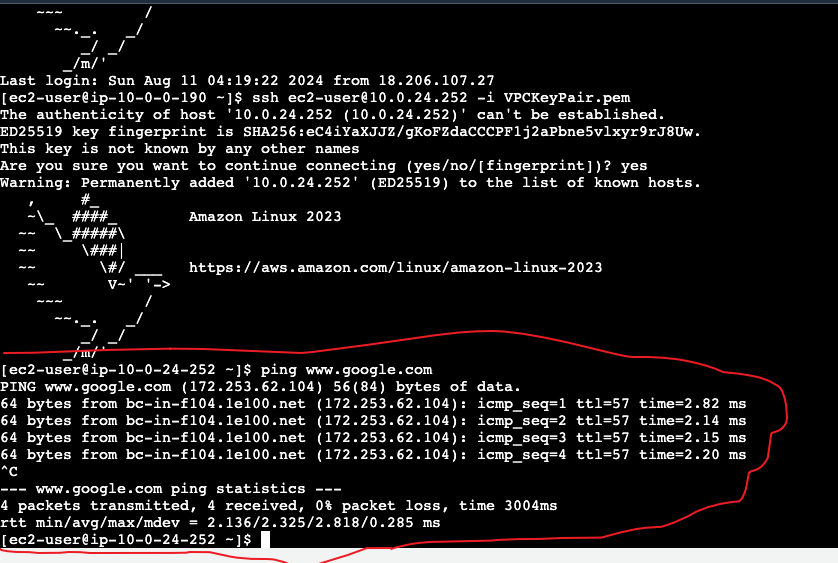 ~~~         /
     ~~._.   _/
        _/ _/
      _/m/'
Last login: Sun Aug 11 04:19:22 2024 from 18.206.107.27
[ec2-user@ip-10-0-0-190 ~]$ ssh ec2-user@10.0.24.252 -i VPCKeyPair.pem
The authenticity of host '10.0.24.252 (10.0.24.252)' can't be established.
ED25519 key fingerprint is SHA256:eC4iYaXJJZ/gKoFZdaCCCPF1j2aPbne5vlxyr9rJ8Uw.
This key is not known by any other names
Are you sure you want to continue connecting (yes/no/[fingerprint])? yes
Warning: Permanently added '10.0.24.252' (ED25519) to the list of known hosts.
   ,     #_
   ~\_  ####_        Amazon Linux 2023
  ~~  \_#####\
  ~~     \###|
  ~~       \#/ ___   https://aws.amazon.com/linux/amazon-linux-2023
   ~~       V~' '->
    ~~~         /
      ~~._.   _/
         _/ _/
       _/m/'
[ec2-user@ip-10-0-24-252 ~]$ ping www.google.com
PING www.google.com (172.253.62.104) 56(84) bytes of data.
64 bytes from bc-in-f104.1e100.net (172.253.62.104): icmp_seq=1 ttl=57 time=2.82 ms
64 bytes from bc-in-f104.1e100.net (172.253.62.104): icmp_seq=2 ttl=57 time=2.14 ms
64 bytes from bc-in-f104.1e100.net (172.253.62.104): icmp_seq=3 ttl=57 time=2.15 ms
64 bytes from bc-in-f104.1e100.net (172.253.62.104): icmp_seq=4 ttl=57 time=2.20 ms
^C
--- www.google.com ping statistics ---
4 packets transmitted, 4 received, 0% packet loss, time 3004ms
rtt min/avg/max/mdev = 2.136/2.325/2.818/0.285 ms
[ec2-user@ip-10-0-24-252 ~]$